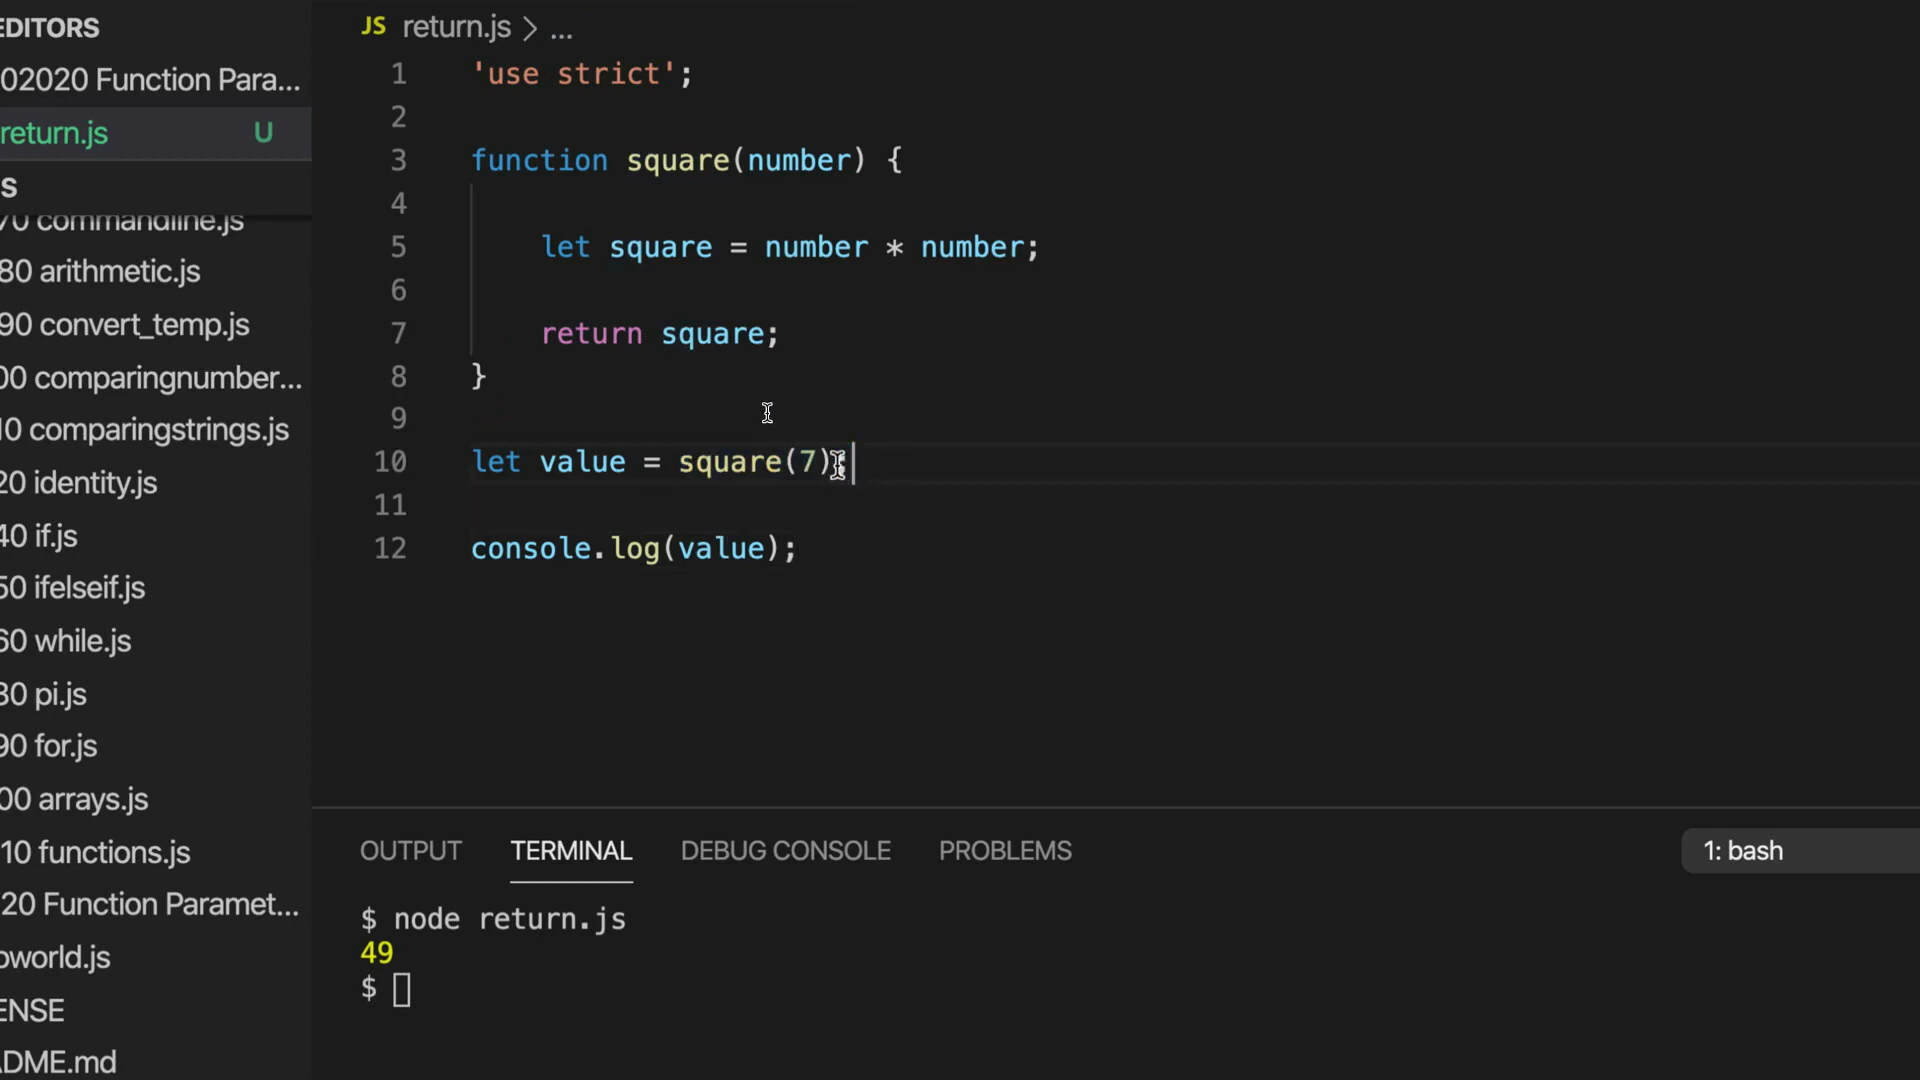 EDITORS
02020 Function Para...
return.js U
S
70 commandline.js
80 arithmetic.js
90 convert_temp.js
00 comparingnumber...
10 comparingstrings.js
20 identity.js
40 if.js
50 ifelseif.js
60 while.js
80 pi.js
90 for.js
00 arrays.js
10 functions.js
20 Function Paramet...
oworld.js
ENSE
ADME.md
JS return.js > ...
1 'use strict';
2
3 function square(number) {
4
5 let square = number * number;
6
7 return square;
8 }
9
10 let value = square(7);
11
12 console.log(value);
OUTPUT TERMINAL DEBUG CONSOLE PROBLEMS 1: bash
$ node return.js
49
$